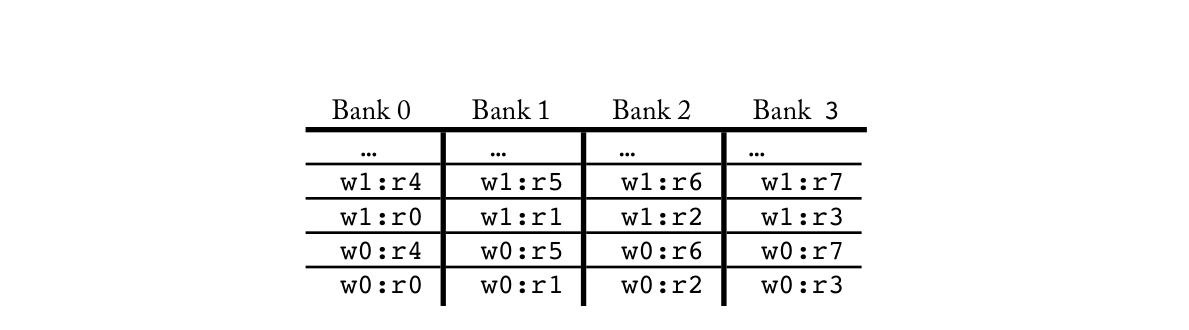 Bank 0 Bank 1 Bank 2 Bank 3
... ... ... ...
w1:r4 w1:r5 w1:r6 w1:r7
w1:r0 w1:r1 w1:r2 w1:r3
w0:r4 w0:r5 w0:r6 w0:r7
w0:r0 w0:r1 w0:r2 w0:r3